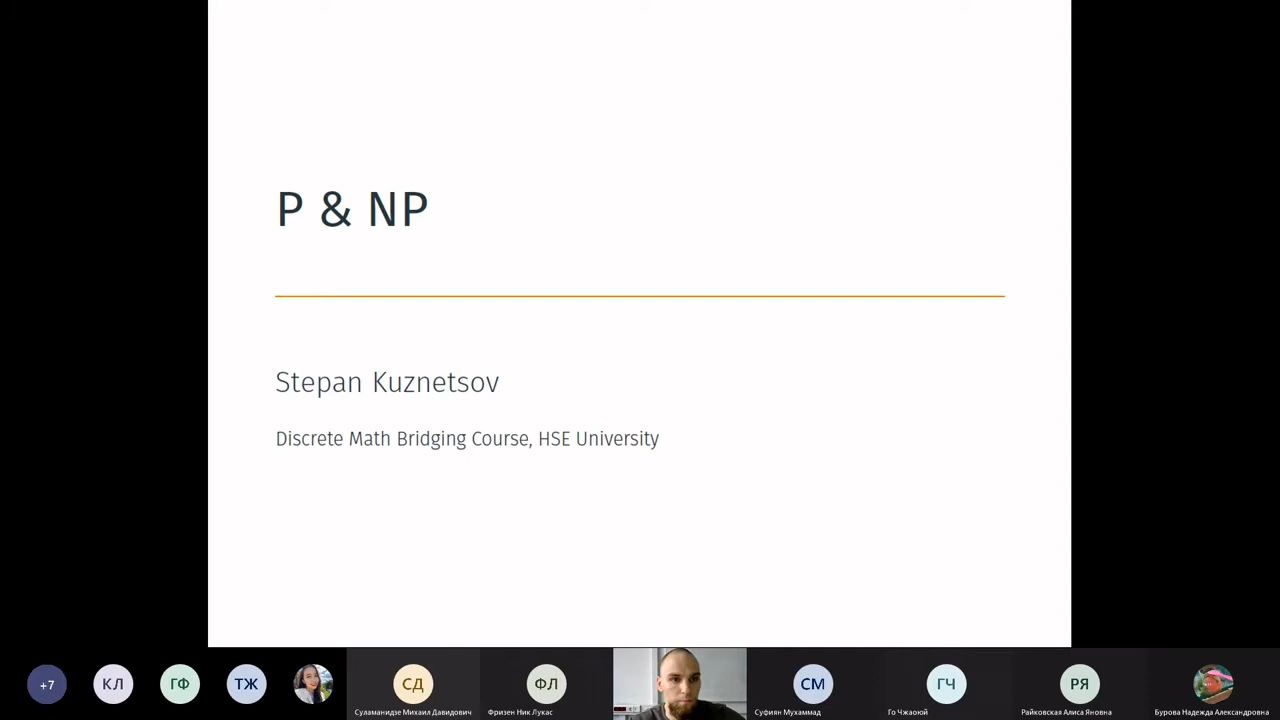 P & NP
Stepan Kuznetsov
Discrete Math Bridging Course, HSE University
+7
КЛ
ГФ
ТЖ
СД
ФЛ
СМ
ГЧ
РЯ
Суламанидзе Михаил Давидович
Фризен Ник Лукас
Суфиян Мухаммад
Го Чжаоюй
Райковская Алиса Яновна
Бурова Надежда Александровна